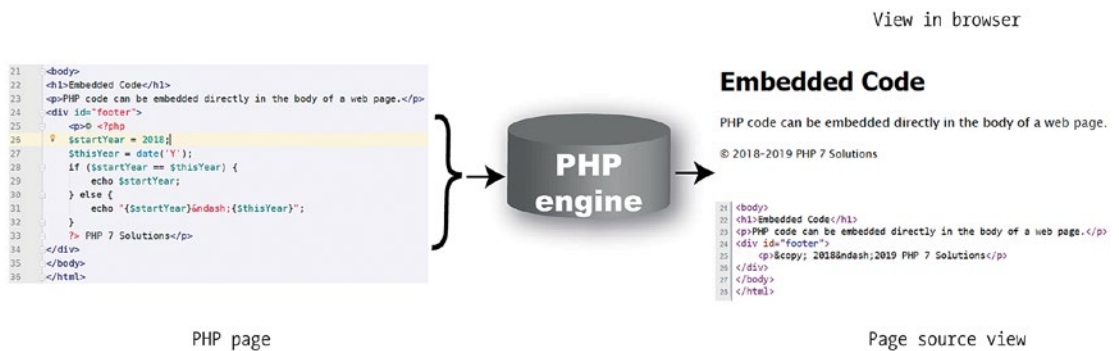 View in browser
21 <body>
22 <h1>Embedded Code</h1>
23 <p>PHP code can be embedded directly in the body of a web page.</p>
24 <div id="footer">
25 <p>© <?php
26 $startYear = 2018;
27 $thisYear = date('Y');
28 if ($startYear == $thisYear) {
29 echo $startYear;
30 } else {
31 echo "{$startYear}&ndash;{$thisYear}";
32 }
33 ?> PHP 7 Solutions</p>
34 </div>
35 </body>
36 </html>
PHP
engine
Embedded Code
PHP code can be embedded directly in the body of a web page.
© 2018–2019 PHP 7 Solutions
21 <body>
22 <h1>Embedded Code</h1>
23 <p>PHP code can be embedded directly in the body of a web page.</p>
24 <div id="footer">
25 <p>&copy; 2018&ndash;2019 PHP 7 Solutions</p>
26 </div>
27 </body>
28 </html>
PHP page
Page source view